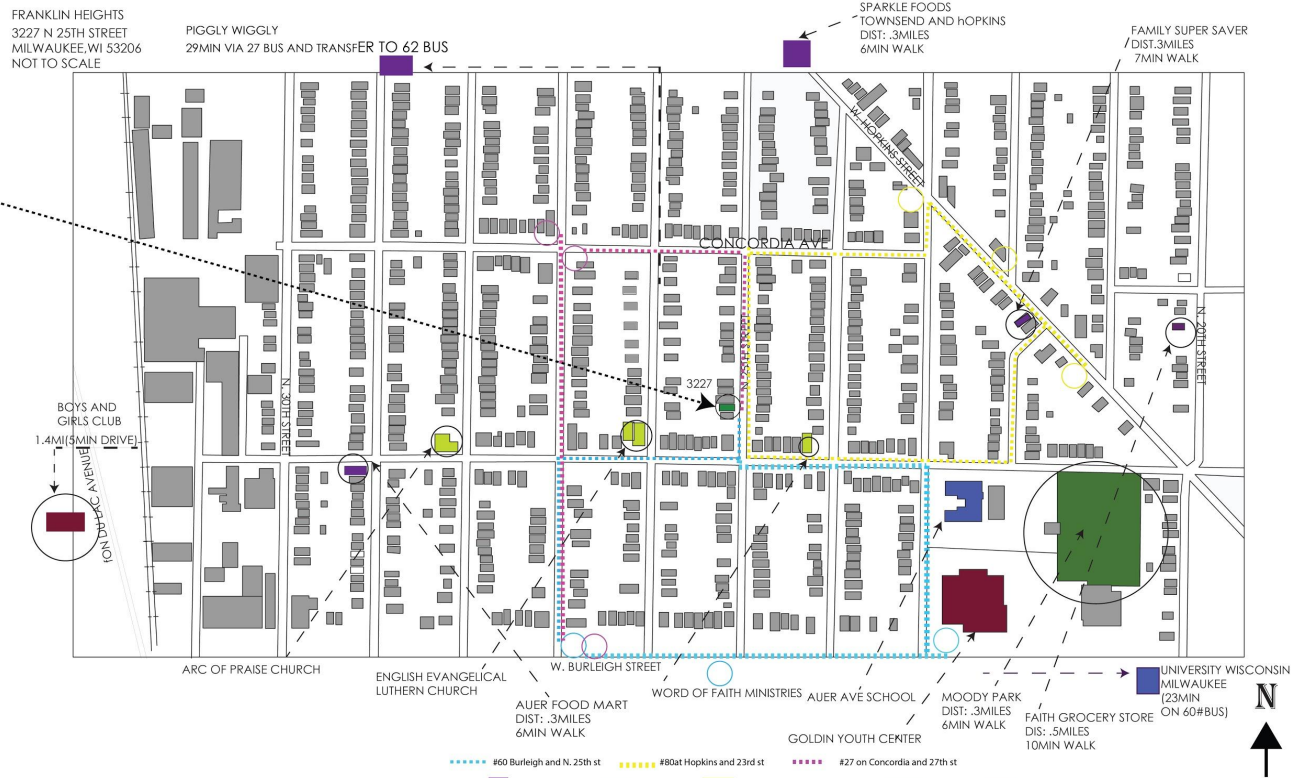 FRANKLIN HEIGHTS
3227 N 25TH STREET
MILWAUKEE,WI 53206
NOT TO SCALE
PIGGLY WIGGLY
29MIN VIA 27 BUS AND TRANSFER TO 62 BUS
SPARKLE FOODS
TOWNSEND AND hOPKINS
DIST: .3MILES
6MIN WALK
FAMILY SUPER SAVER
DIST.3MILES
7MIN WALK
W. HOPKINS STREET
CONCORDIA AVE
N. 20TH STREET
N 25TH STREET
3227
N. 30TH STREET
BOYS AND
GIRLS CLUB
1.4MI(5MIN DRIVE)
fON DU LAC AVENUE
ARC OF PRAISE CHURCH
ENGLISH EVANGELICAL
LUTHERN CHURCH
W. BURLEIGH STREET
AUER FOOD MART
DIST: .3MILES
6MIN WALK
WORD OF FAITH MINISTRIES
AUER AVE SCHOOL
GOLDIN YOUTH CENTER
MOODY PARK
DIST: .3MILES
6MIN WALK
FAITH GROCERY STORE
DIS: .5MILES
10MIN WALK
UNIVERSITY WISCONSIN
MILWAUKEE
(23MIN
ON 60#BUS)
N
#60 Burleigh and N. 25th st
#80at Hopkins and 23rd st
#27 on Concordia and 27th st